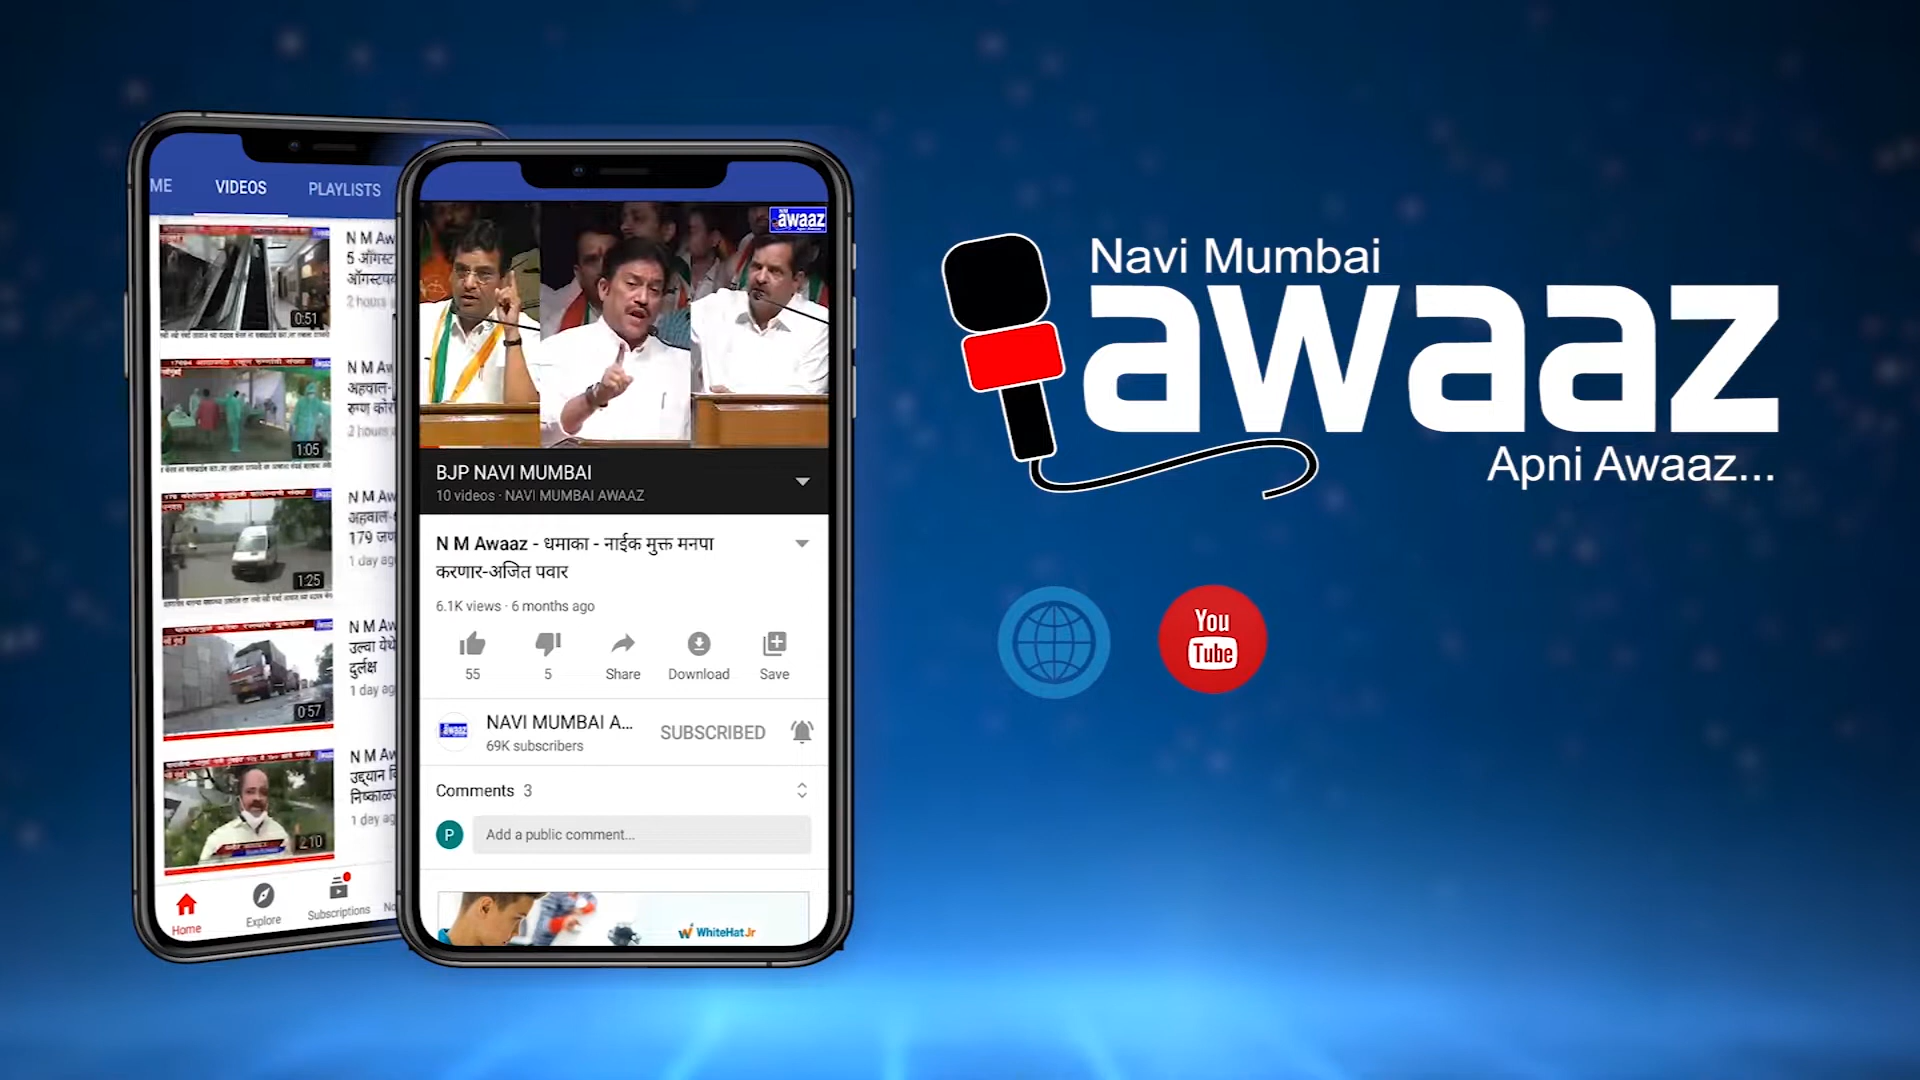 ME VIDEOS PLAYLISTS
N M Aw
5 ऑगस्ट
ऑगस्टपर्य
2 hours
0:51
N M Aw
अहवाल-
रुग्ण कोरो
2 hours
1:05
N M Aw
अहवाल-
179 जण
1 day ag
1:25
N M Aw
उल्वा येथे
दुर्लक्ष
1 day ag
0:57
N M Aw
उद्द्यान
निष्काळ
1 day ag
2:10
Home Explore Subscriptions
awaaz
BJP NAVI MUMBAI
10 videos · NAVI MUMBAI AWAAZ
N M Awaaz - धमाका - नाईक मुक्त मनपा
करणार-अजित पवार
6.1K views · 6 months ago
55 5 Share Download Save
awaaz
NAVI MUMBAI A... SUBSCRIBED
69K subscribers
Comments 3
P Add a public comment...
WhiteHat Jr
Navi Mumbai
awaaz
Apni Awaaz...
You
Tube